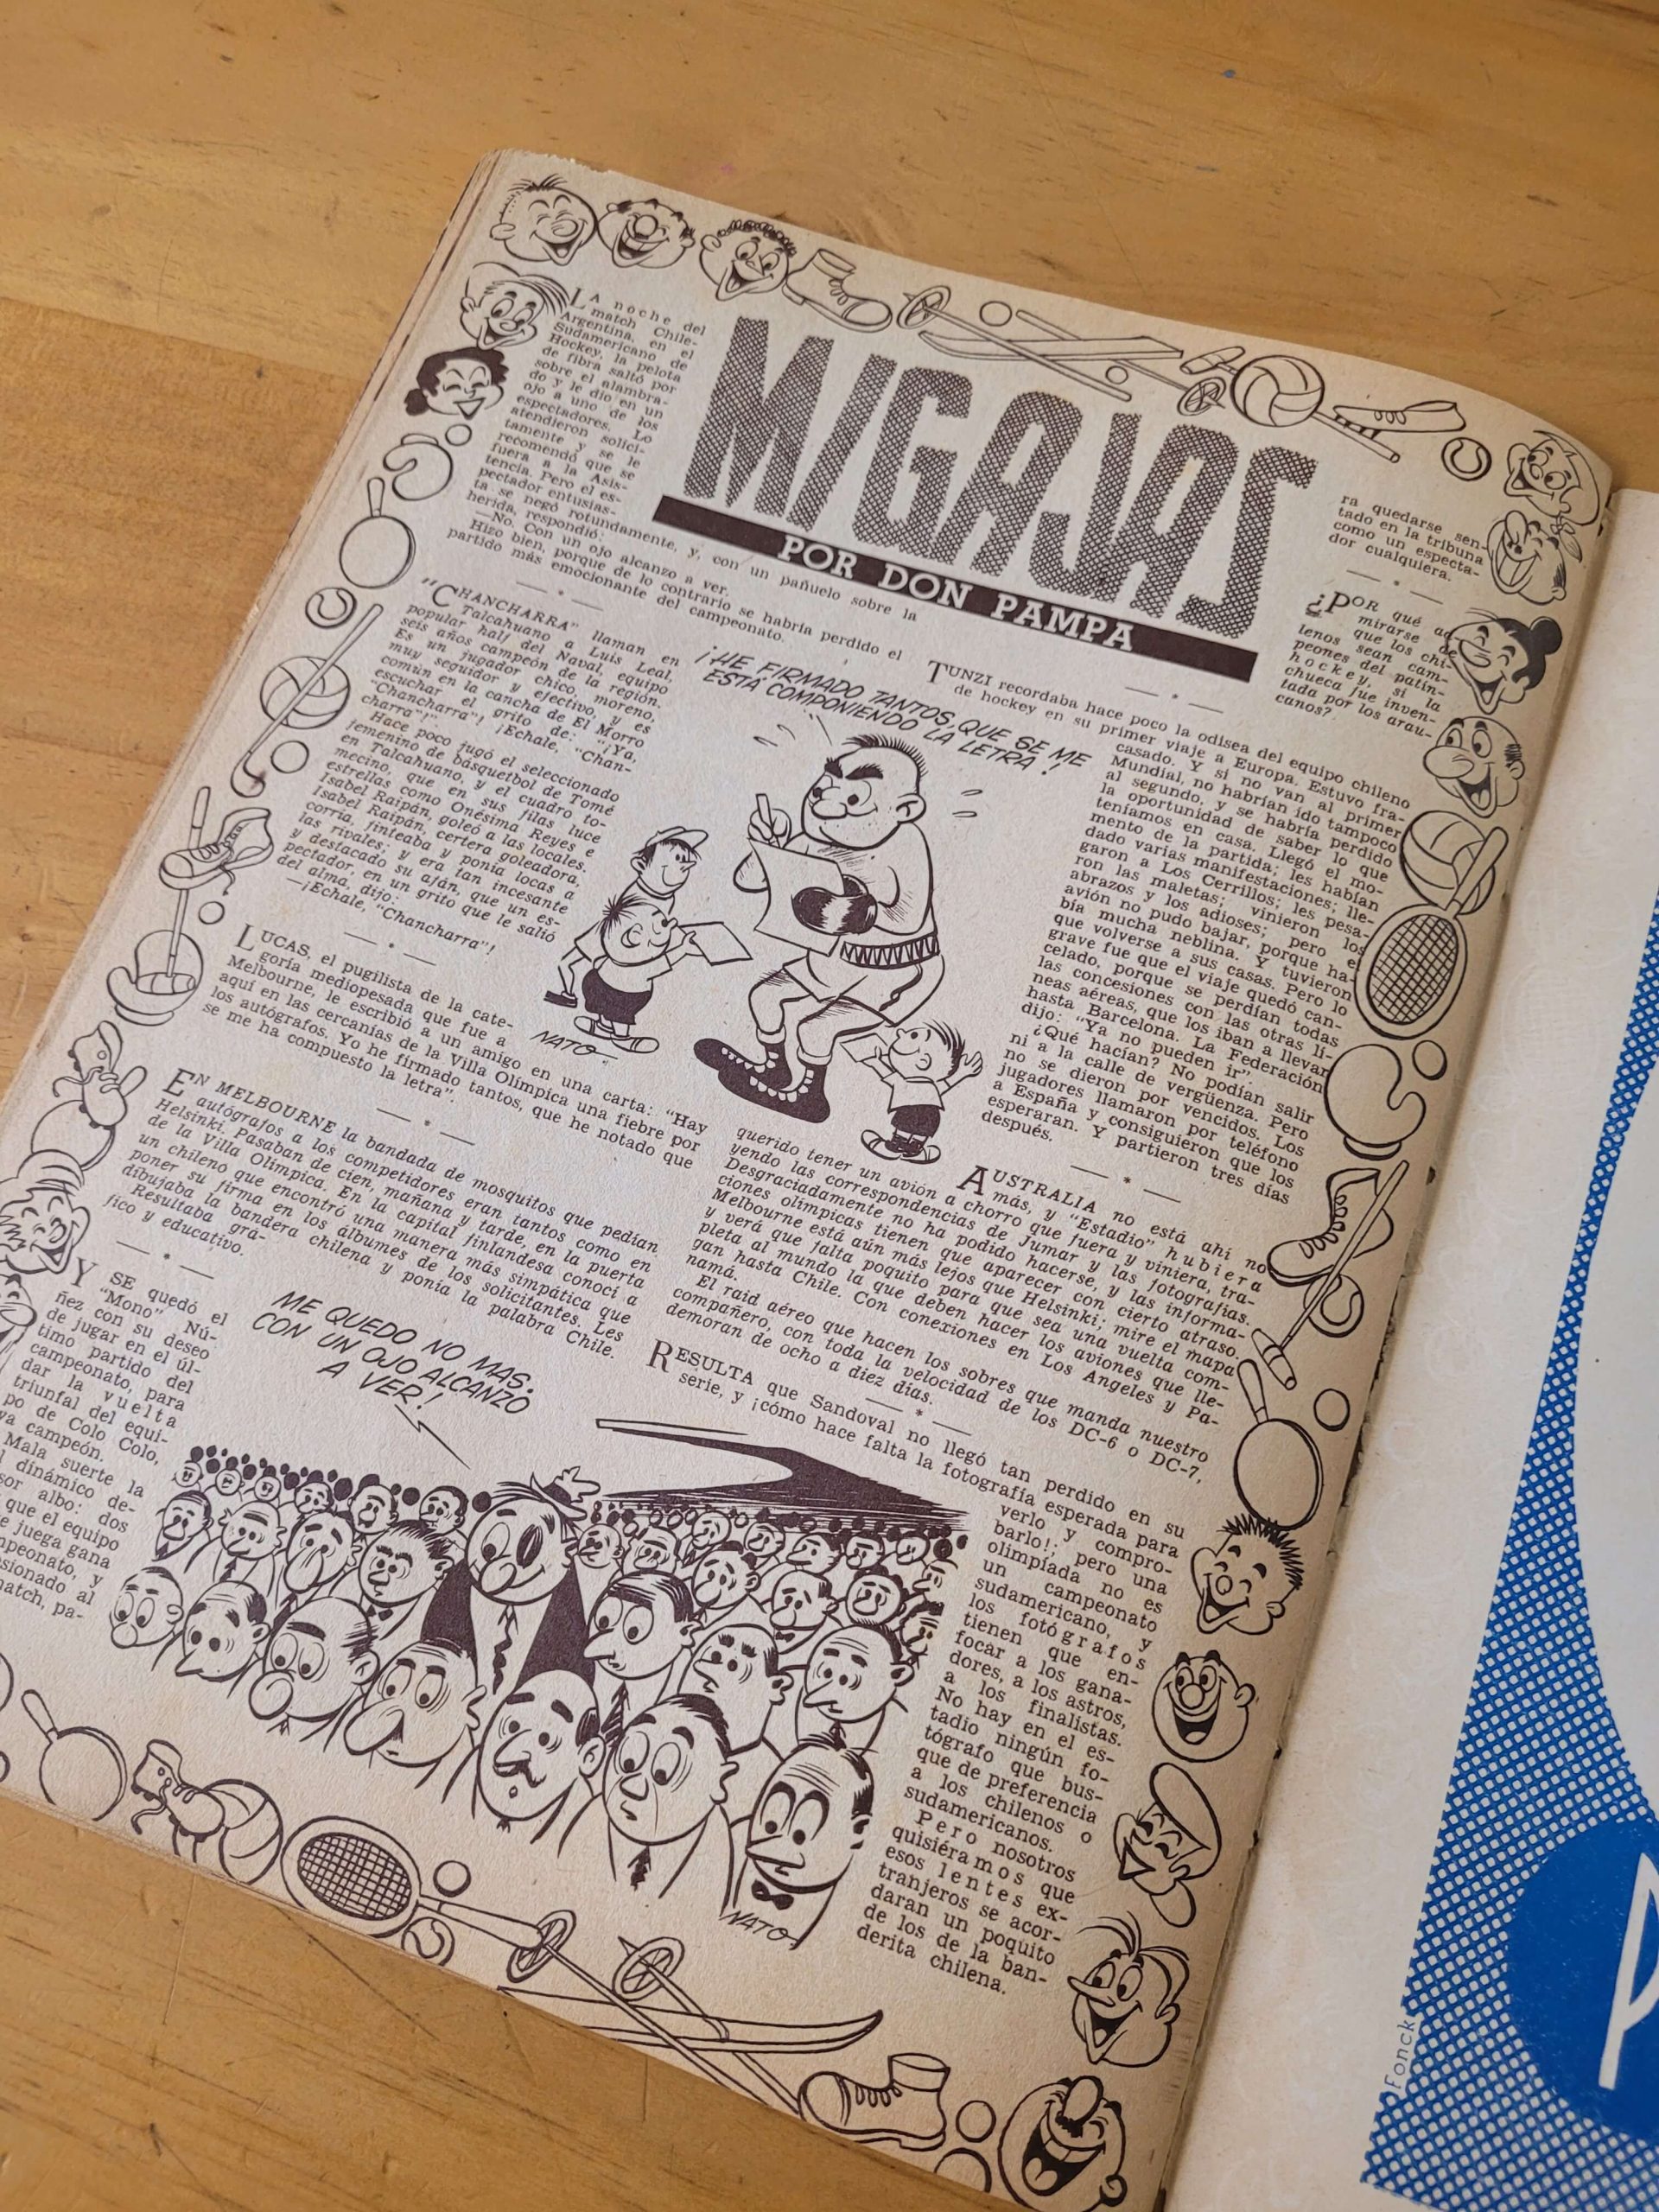 MIGAJAS
POR DON PAMPA
LA noche del
match Chile-
Argentina, en el
Sudamericano de
Hockey, la pelota
de fibra saltó por
sobre el alambra-
do y le dio en un
ojo a uno de los
espectadores. Lo
atendieron solíci-
tamente y se le
recomendó que se
fuera a la Asis-
tencia. Pero el es-
pectador entusias-
ta se negó rotundamente, y, con un pañuelo sobre la
herida, respondió:
—No. Con un ojo alcanzo a ver.
Hizo bien, porque de lo contrario se habría perdido el
partido más emocionante del campeonato.
"CHANCHARRA" llaman en
Talcahuano a Luis Leal,
popular half del Naval, equipo
seis años campeón de la región.
Es un jugador chico, moreno,
muy seguidor y efectivo, y es
común en la cancha de El Morro
escuchar el grito de: "¡Ya,
"Chancharra"! ¡Echale, "Chan-
charra"!"
Hace poco jugó el seleccionado
femenino de básquetbol de Tomé
en Talcahuano, y el cuadro to-
mecino, que en sus filas luce
estrellas como Onésima Reyes e
Isabel Raipán, goleó a las locales.
Isabel Raipán, certera goleadora,
corría, finteaba y ponía locas a
las rivales; y era tan incesante
y destacado su afán, que un es-
pectador, en un grito que le salió
del alma, dijo:
—¡Echale, "Chancharra"!
LUCAS, el pugilista de la cate-
goría mediopesada que fue a
Melbourne, le escribió a un amigo en una carta: "Hay
aquí en las cercanías de la Villa Olímpica una fiebre por
los autógrafos. Yo he firmado tantos, que he notado que
se me ha compuesto la letra".
EN MELBOURNE la bandada de mosquitos que pedían
autógrafos a los competidores eran tantos como en
Helsinki. Pasaban de cien, mañana y tarde, en la puerta
de la Villa Olímpica. En la capital finlandesa conocí a
un chileno que encontró una manera más simpática que
poner su firma en los álbumes de los solicitantes. Les
dibujaba la bandera chilena y ponía la palabra Chile.
Resultaba grá-
fico y educativo.
Y SE quedó el
"Mono" Nú-
ñez con su deseo
de jugar en el úl-
timo partido del
campeonato, para
dar la vuelta
triunfal del equi-
po de Colo Colo,
ya campeón.
Mala suerte la
dinámico de-
sor albo: dos
que el equipo
e juega gana
mpeonato, y
sionado al
match, pa-
¡HE FIRMADO TANTOS, QUE SE ME
ESTÁ COMPONIENDO LA LETRA!
NATO
ME QUEDO NO MAS.
CON UN OJO ALCANZO
A VER!
NATO
ra quedarse sen-
tado en la tribuna
como un especta-
dor cualquiera.
¿POR qué ad
mirarse de
que los chi-
lenos sean cam-
peones del patín-
hockey, si la
chueca fue inven-
tada por los arau-
canos?
TUNZI recordaba hace poco la odisea del equipo chileno
de hockey en su primer viaje a Europa. Estuvo fra-
casado. Y si no van al primer
Mundial, no habrían ido tampoco
al segundo, y se habría perdido
la oportunidad de saber lo que
teníamos en casa. Llegó el mo-
mento de la partida; les habían
dado varias manifestaciones; lle-
garon a Los Cerrillos; les pesa-
ron las maletas; vinieron los
abrazos y los adioses; pero el
avión no pudo bajar, porque ha-
bía mucha neblina. Y tuvieron
que volverse a sus casas. Pero lo
grave fue que el viaje quedó can-
celado, porque se perdían todas
las concesiones con las otras lí-
neas aéreas, que los iban a llevar
hasta Barcelona. La Federación
dijo: "Ya no pueden ir".
¿Qué hacían? No podían salir
ni a la calle de vergüenza. Pero
no se dieron por vencidos. Los
jugadores llamaron por teléfono
a España y consiguieron que los
esperaran. Y partieron tres días
después.
AUSTRALIA no está ahí no
más, y "Estadio" hubiera
querido tener un avión a chorro que fuera y viniera, tra-
yendo las correspondencias de Jumar y las fotografías.
Desgraciadamente no ha podido hacerse, y las informa-
ciones olímpicas tienen que aparecer con cierto atraso.
Melbourne está aún más lejos que Helsinki; mire el mapa
y verá que falta poquito para que sea una vuelta com-
pleta al mundo la que deben hacer los aviones que lle-
gan hasta Chile. Con conexiones en Los Angeles y Pa-
namá.
El raid aéreo que hacen los sobres que manda nuestro
compañero, con toda la velocidad de los DC-6 o DC-7,
demoran de ocho a diez días.
RESULTA que Sandoval no llegó tan perdido en su
serie, y ¡cómo hace falta la fotografía esperada para
verlo y compro-
barlo!; pero una
olimpíada no es
un campeonato
sudamericano, y
los fotógrafos
tienen que en-
focar a los gana-
dores, a los astros,
a los finalistas.
No hay en el es-
tadio ningún fo-
tógrafo que bus-
que de preferencia
a los chilenos o
sudamericanos.
Pero nosotros
quisiéramos que
esos lentes ex-
tranjeros se acor-
daran un poquito
de los de la ban-
derita chilena.
Fonck